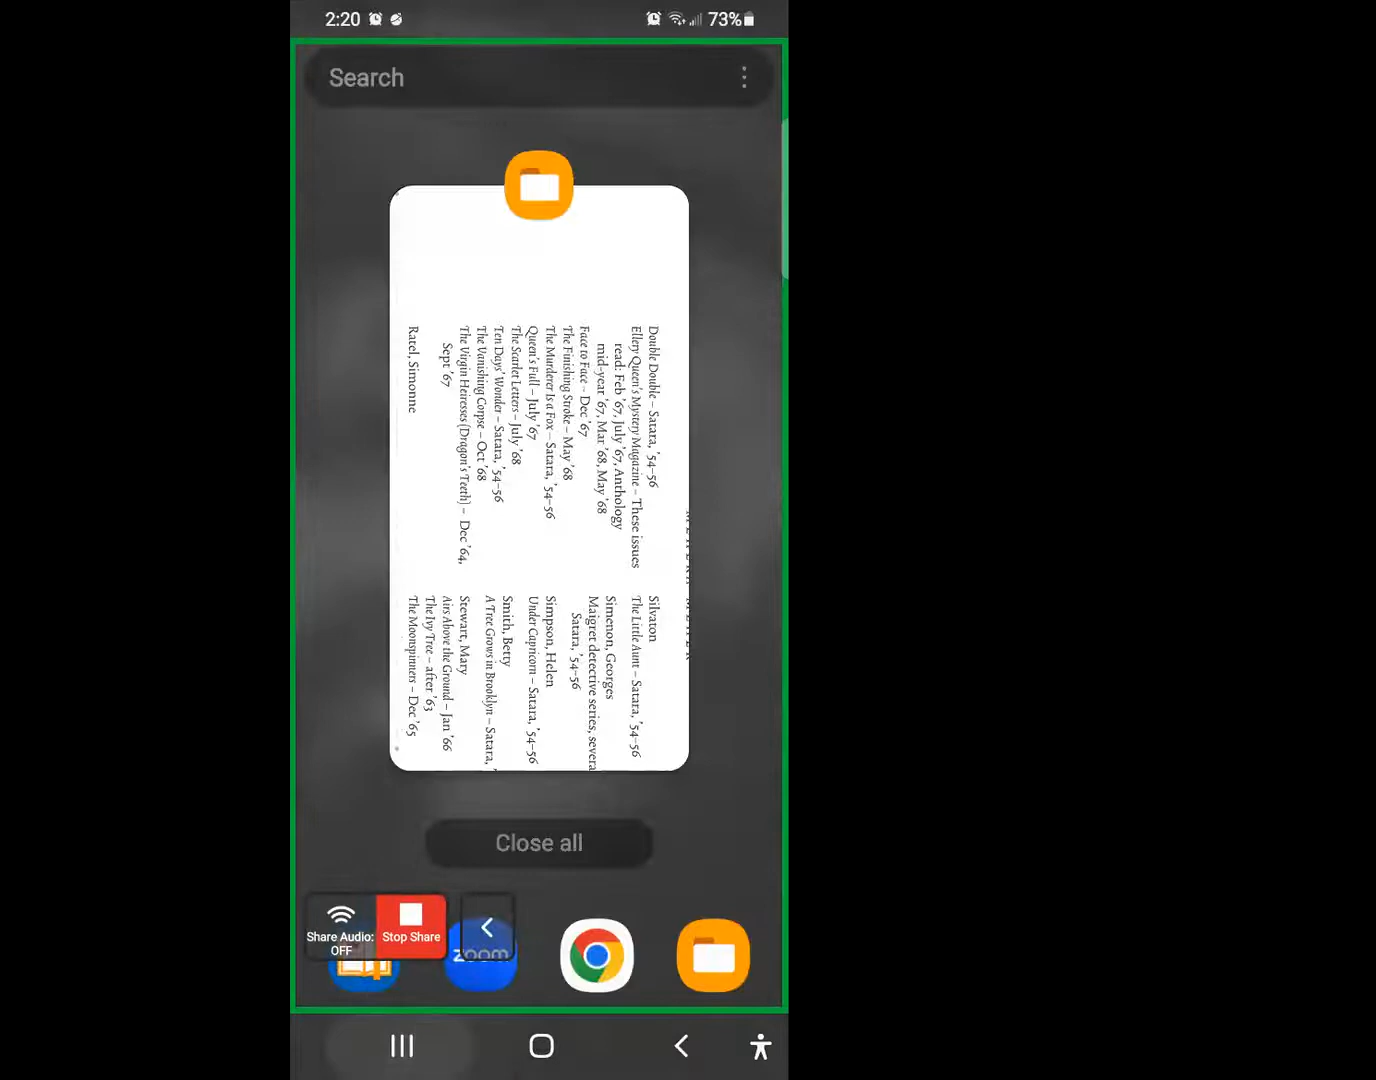 2:20
73%
Search
Double Double – Satara, '54–56
Ellery Queen's Mystery Magazine – These issues
read: Feb '67, July '67, Anthology
mid-year '67, Mar '68, May '68
Face to Face – Dec '67
The Finishing Stroke – May '68
The Murderer Is a Fox – Satara, '54–56
Queen's Full – July '67
The Scarlet Letters – July '68
Ten Days' Wonder – Satara, '54–56
The Vanishing Corpse – Oct '68
The Virgin Heiresses (Dragon's Teeth) – Dec '64,
Sept '67
Ratel, Simonne
Silvaton
The Little Aunt – Satara, '54–56
Simenon, Georges
Maigret detective series, severa
Satara, '54–56
Simpson, Helen
Under Capricorn – Satara, '54–56
Smith, Betty
A Tree Grows in Brooklyn – Satara, '
Stewart, Mary
Airs Above the Ground – Jan '66
The Ivy Tree – after '63
The Moonspinners – Dec '65
Close all
Share Audio:
OFF
Stop Share
zoom